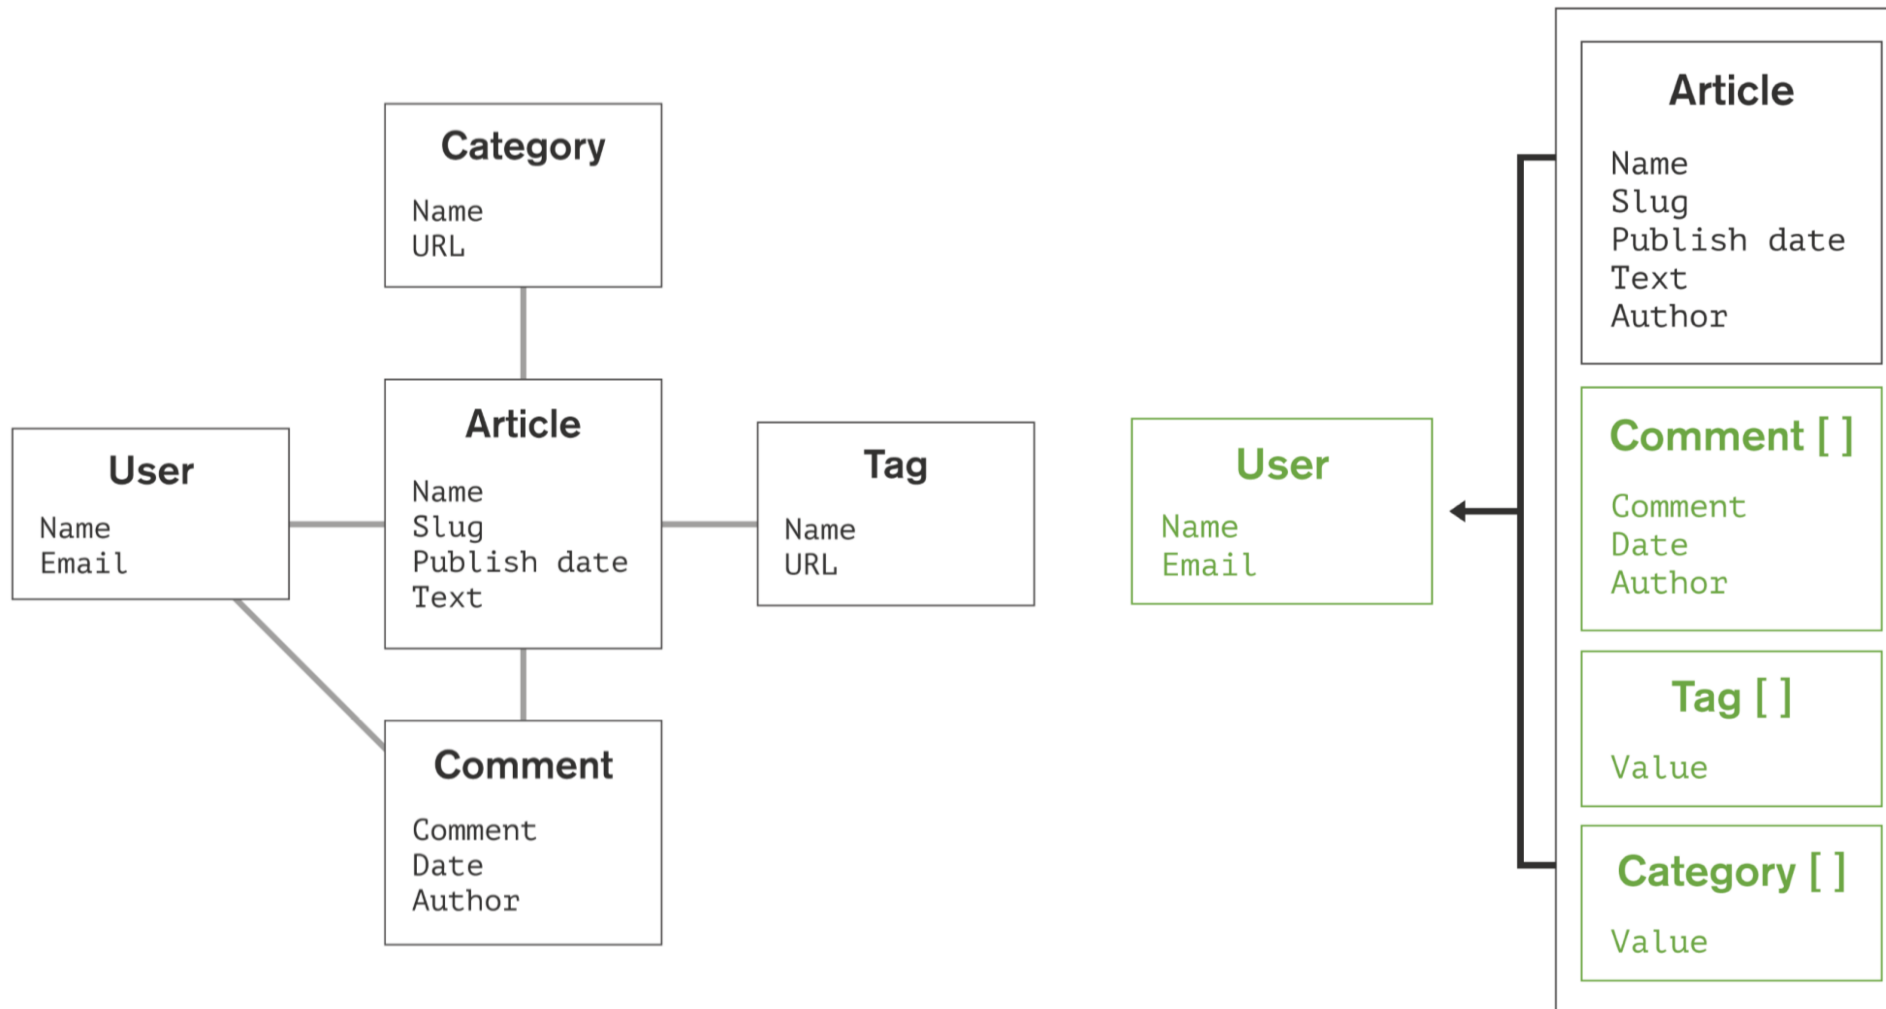 Category
Name
URL
User
Name
Email
Article
Name
Slug
Publish date
Text
Tag
Name
URL
Comment
Comment
Date
Author
User
Name
Email
Article
Name
Slug
Publish date
Text
Author
Comment [ ]
Comment
Date
Author
Tag [ ]
Value
Category [ ]
Value